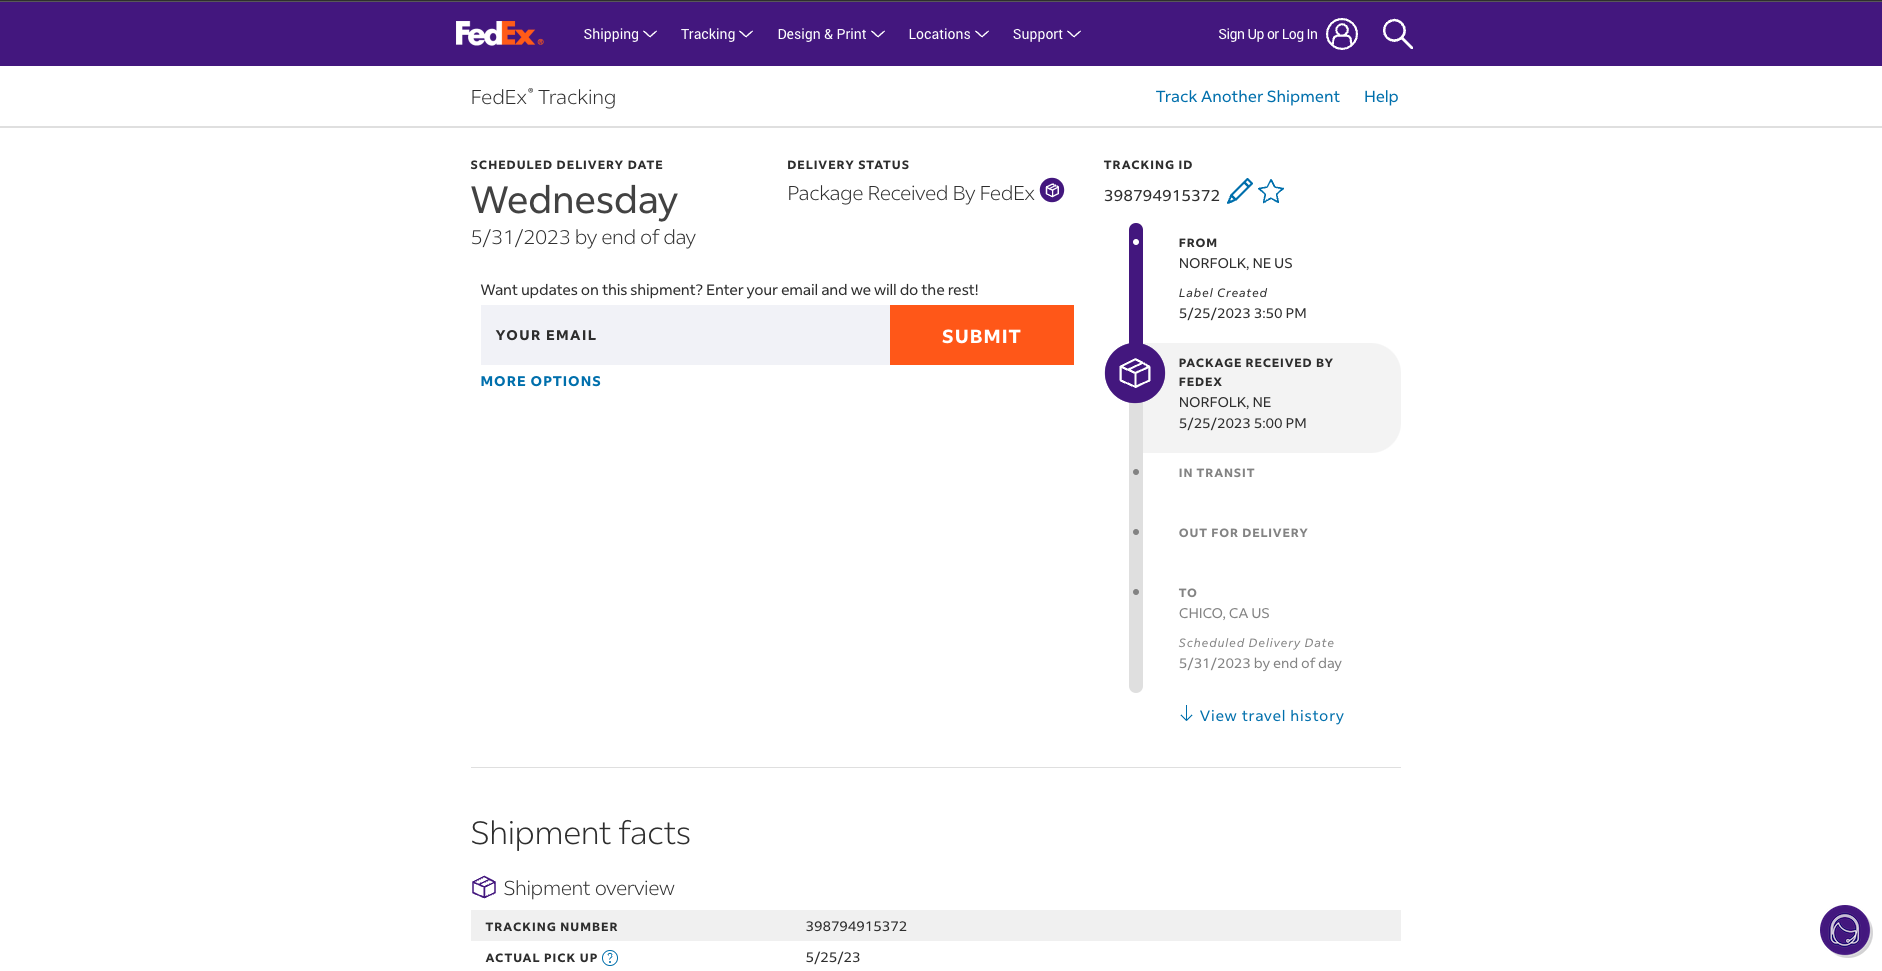 FedEx®
Shipping
Tracking
Design & Print
Locations
Support
Sign Up or Log In
FedEx® Tracking
Track Another Shipment
Help
SCHEDULED DELIVERY DATE
Wednesday
5/31/2023 by end of day
DELIVERY STATUS
Package Received By FedEx
Want updates on this shipment? Enter your email and we will do the rest!
YOUR EMAIL
SUBMIT
MORE OPTIONS
TRACKING ID
398794915372
FROM
NORFOLK, NE US
Label Created
5/25/2023 3:50 PM
PACKAGE RECEIVED BY
FEDEX
NORFOLK, NE
5/25/2023 5:00 PM
IN TRANSIT
OUT FOR DELIVERY
TO
CHICO, CA US
Scheduled Delivery Date
5/31/2023 by end of day
View travel history
Shipment facts
Shipment overview
TRACKING NUMBER 398794915372
ACTUAL PICK UP ? 5/25/23